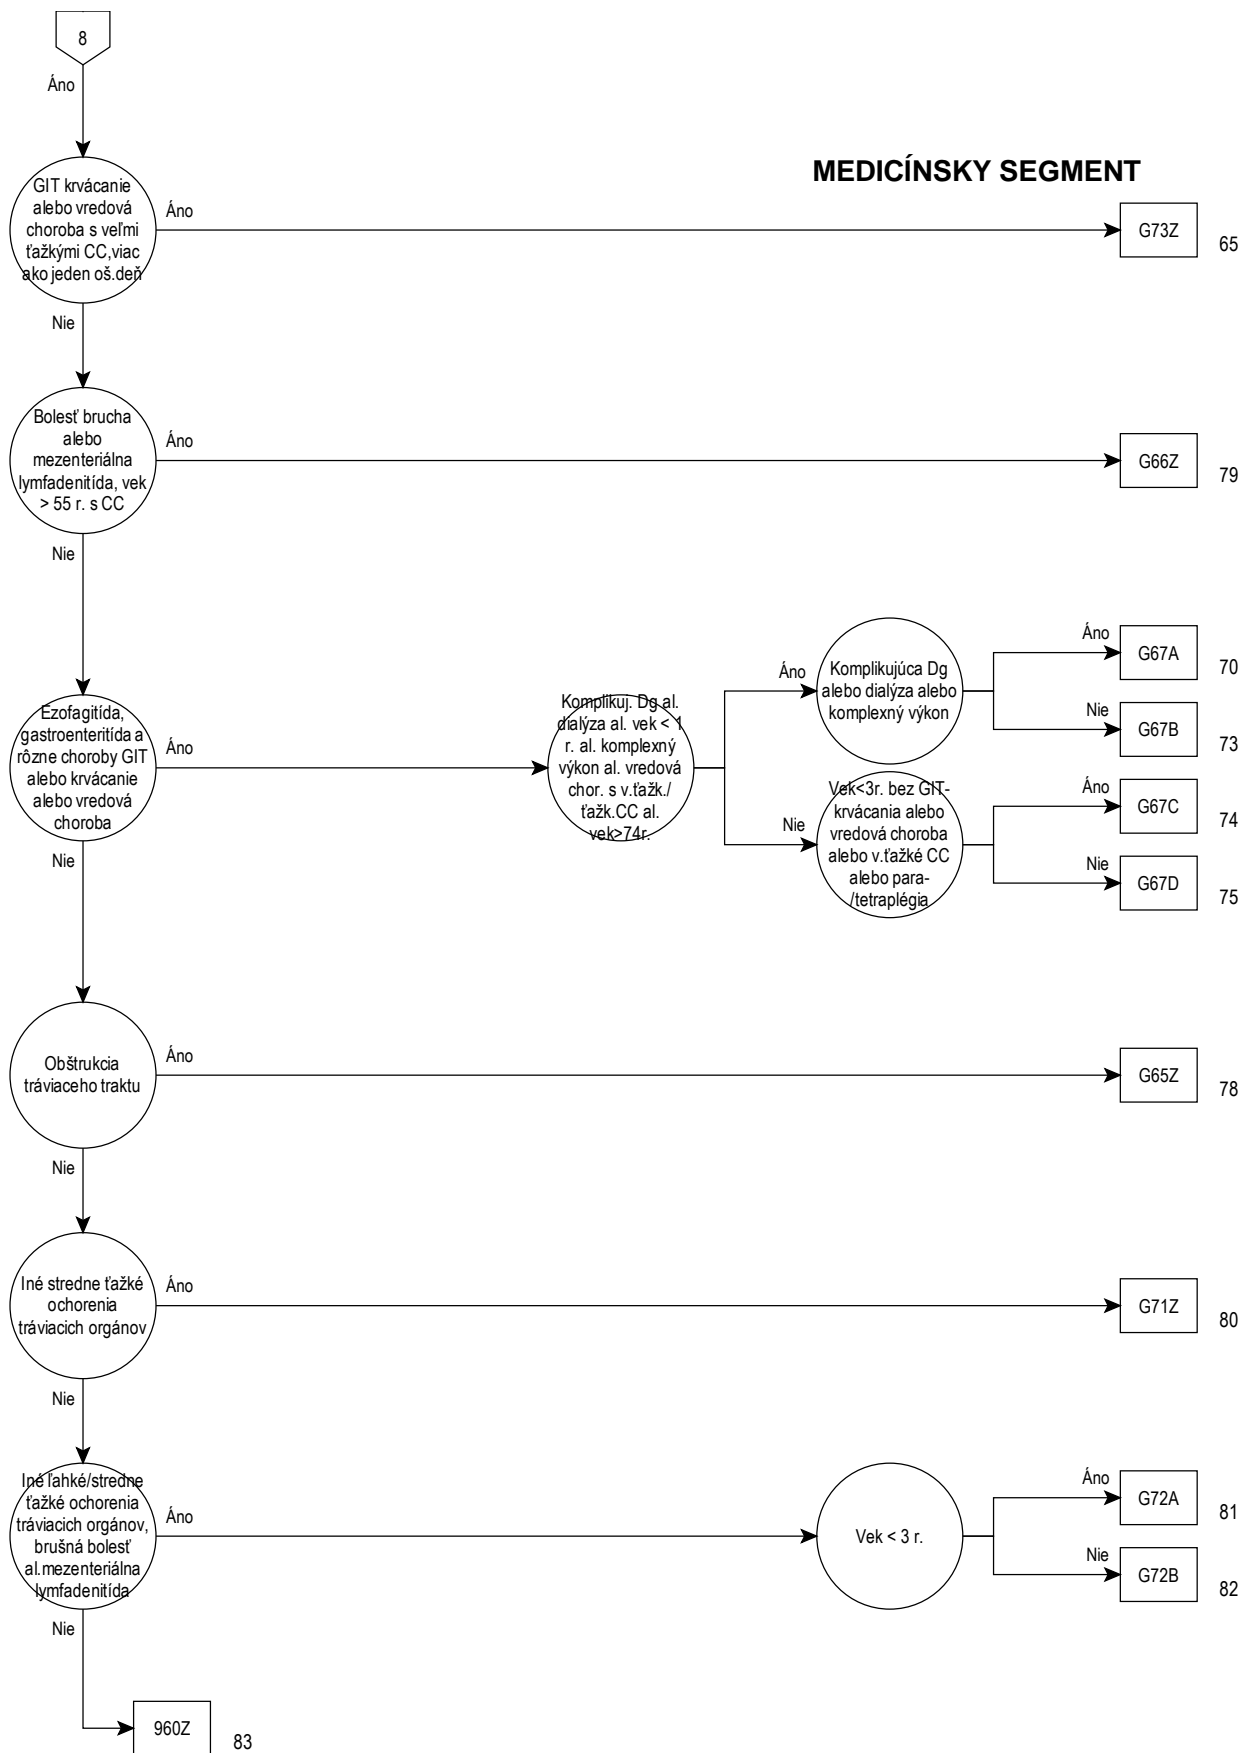 8
Áno
MEDICÍNSKY SEGMENT
GIT krvácanie
alebo vredová
choroba s veľmi
ťažkými CC,viac
ako jeden oš.deň
Áno
G73Z
65
Nie
Bolesť brucha
alebo
mezenteriálna
lymfadenitída, vek
> 55 r. s CC
Áno
G66Z
79
Nie
Ezofagitída,
gastroenteritída a
rôzne choroby GIT
alebo krvácanie
alebo vredová
choroba
Áno
Komplikuj. Dg al.
dialýza al. vek < 1
r. al. komplexný
výkon al. vredová
chor. s v.ťažk./
ťažk.CC al.
vek>74r.
Áno
Komplikujúca Dg
alebo dialýza alebo
komplexný výkon
Áno
G67A
70
Nie
G67B
73
Nie
Vek<3r. bez GIT-
krvácania alebo
vredová choroba
alebo v.ťažké CC
alebo para-
/tetraplégia
Áno
G67C
74
Nie
G67D
75
Nie
Obštrukcia
tráviaceho traktu
Áno
G65Z
78
Nie
Iné stredne ťažké
ochorenia
tráviacich orgánov
Áno
G71Z
80
Nie
Iné ľahké/stredne
ťažké ochorenia
tráviacich orgánov,
brušná bolesť
al.mezenteriálna
lymfadenitída
Áno
Vek < 3 r.
Áno
G72A
81
Nie
G72B
82
Nie
960Z
83